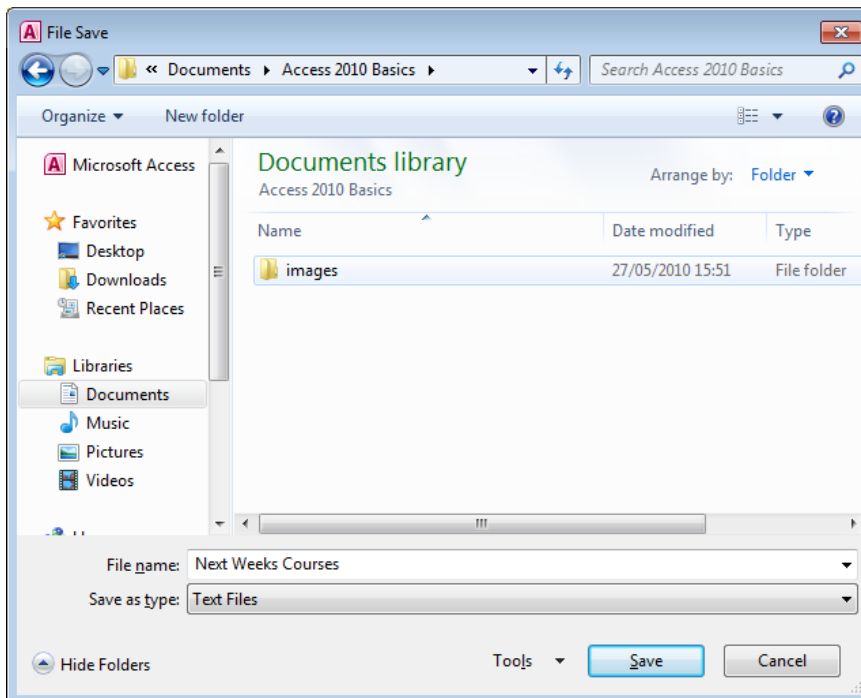 File Save
« Documents Access 2010 Basics Search Access 2010 Basics
Organize New folder
Microsoft Access
Favorites
Desktop
Downloads
Recent Places
Libraries
Documents
Music
Pictures
Videos
Documents library
Access 2010 Basics
Arrange by: Folder
Name Date modified Type
images 27/05/2010 15:51 File folder
File name: Next Weeks Courses
Save as type: Text Files
Hide Folders Tools Save Cancel